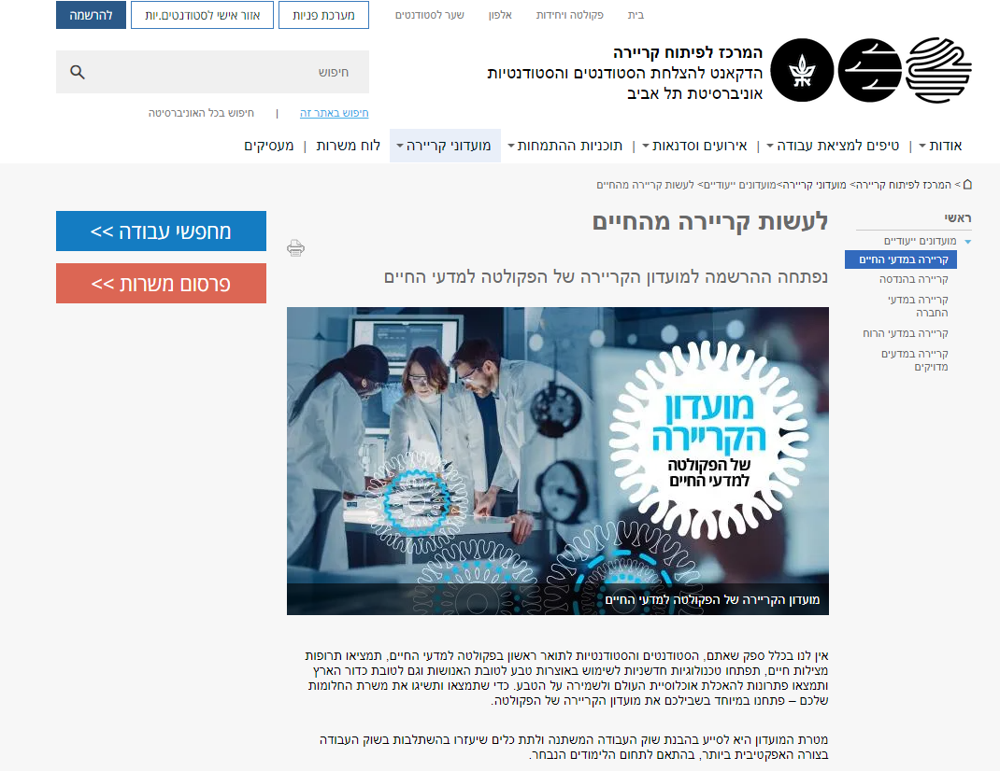 בית
פקולטה ויחידות
אלפון
שער לסטודנטים
מערכת פניות
אזור אישי לסטודנטים.יות
להרשמה
המרכז לפיתוח קריירה
הדקאנט להצלחת הסטודנטים והסטודנטיות
אוניברסיטת תל אביב
חיפוש
חיפוש באתר זה | חיפוש בכל האוניברסיטה
אודות | טיפים למציאת עבודה | אירועים וסדנאות | תוכניות ההתמחות מועדוני קריירה לוח משרות | מעסיקים
> המרכז לפיתוח קריירה> מועדוני קריירה>מועדונים ייעודיים> לעשות קריירה מהחיים
ראשי
מועדונים ייעודיים
קריירה במדעי החיים
קריירה בהנדסה
קריירה במדעי
החברה
קריירה במדעי הרוח
קריירה במדעים
מדויקים
לעשות קריירה מהחיים
נפתחה ההרשמה למועדון הקריירה של הפקולטה למדעי החיים
מועדון
הקריירה
של הפקולטה
למדעי החיים
מועדון הקריירה של הפקולטה למדעי החיים
אין לנו בכלל ספק שאתם, הסטודנטים והסטודנטיות לתואר ראשון בפקולטה למדעי החיים, תמציאו תרופות
מצילות חיים, תפתחו טכנולוגיות חדשניות לשימוש באוצרות טבע לטובת האנושות וגם לטובת כדור הארץ
ותמצאו פתרונות להאכלת אוכלוסיית העולם ולשמירה על הטבע. כדי שתמצאו ותשיגו את משרת החלומות
שלכם – פתחנו במיוחד בשבילכם את מועדון הקריירה של הפקולטה.
מטרת המועדון היא לסייע בהבנת שוק העבודה המשתנה ולתת כלים שיעזרו בהשתלבות בשוק העבודה
בצורה האפקטיבית ביותר, בהתאם לתחום הלימודים הנבחר.
מחפשי עבודה >>
פרסום משרות >>